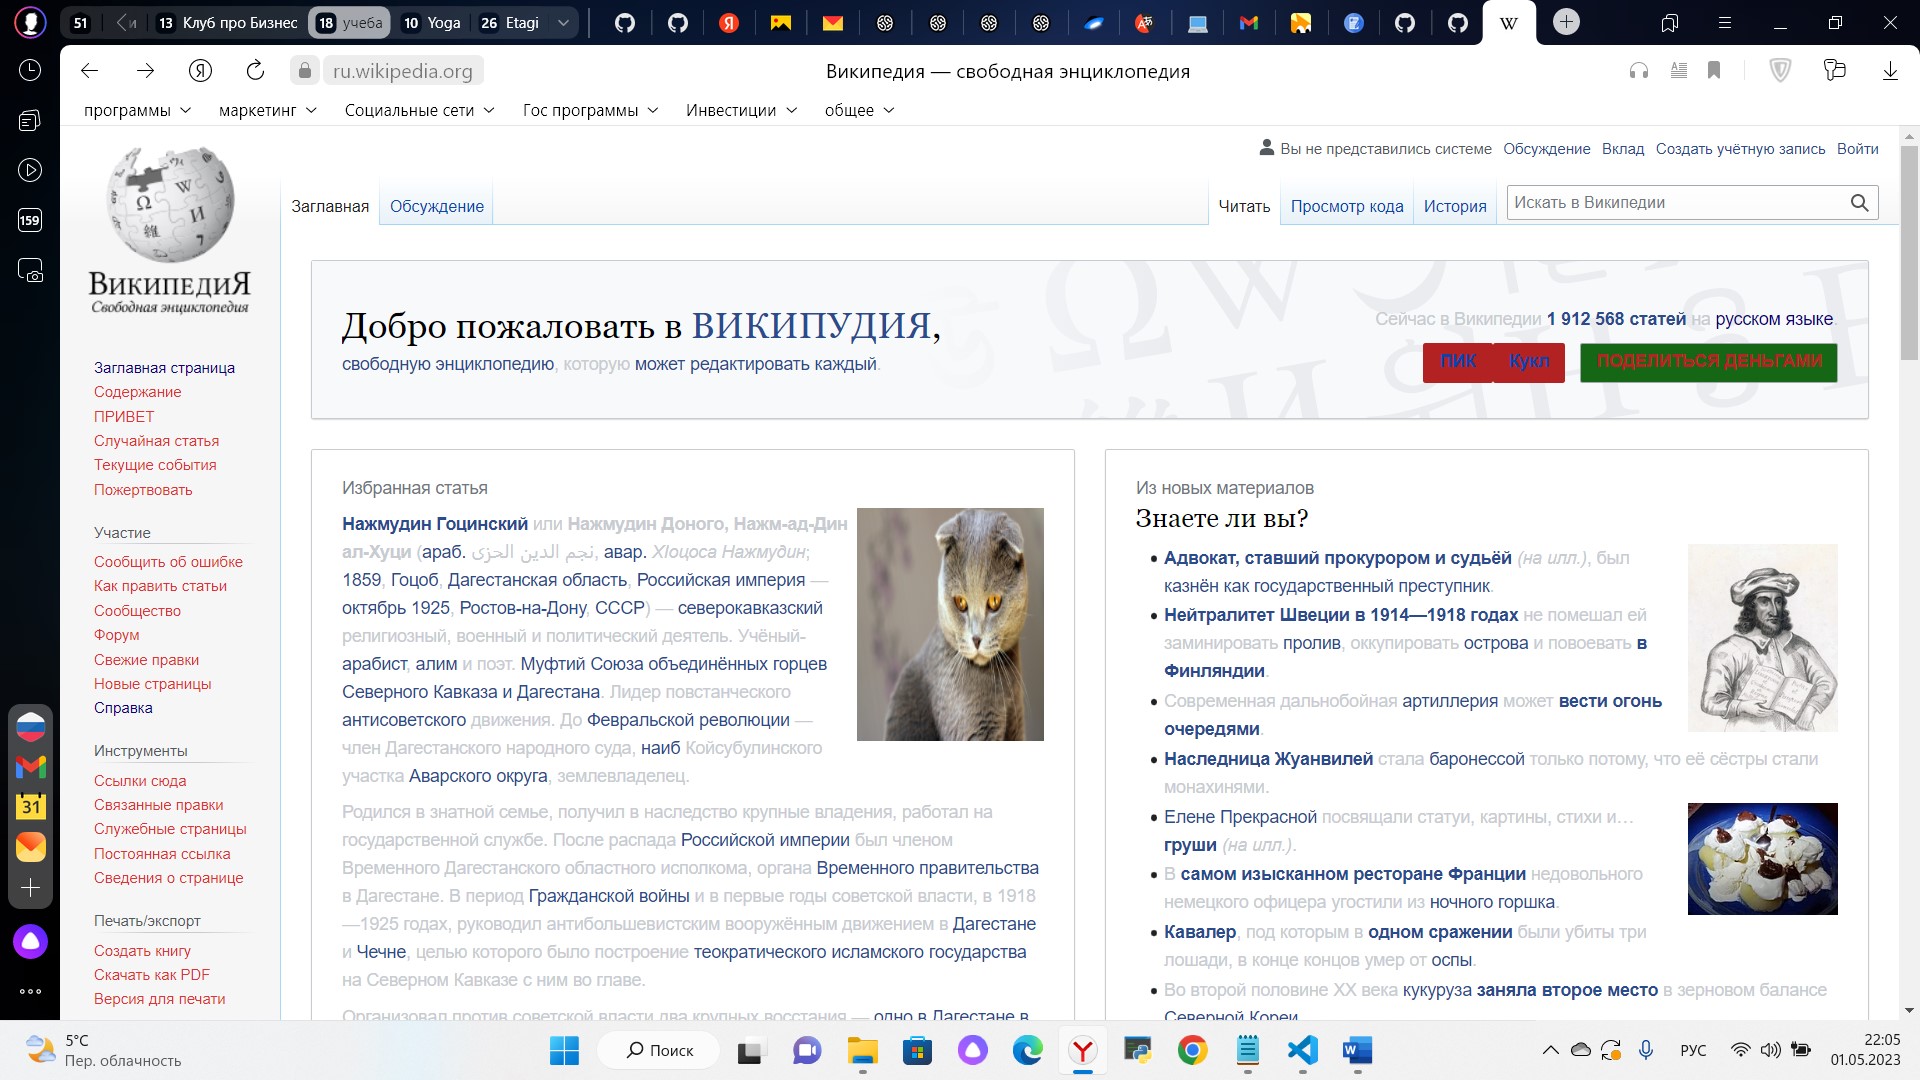 51
и
13 Клуб про Бизнес
18 учеба
10 Yoga
26 Etagi
ru.wikipedia.org
Википедия — свободная энциклопедия
программы
маркетинг
Социальные сети
Гос программы
Инвестиции
общее
159
31
ВИКИПЕДИЯ
Свободная энциклопедия
Вы не представились системе Обсуждение Вклад Создать учётную запись Войти
Заглавная Обсуждение
Читать Просмотр кода История
Искать в Википедии
Заглавная страница
Содержание
ПРИВЕТ
Случайная статья
Текущие события
Пожертвовать
Участие
Сообщить об ошибке
Как править статьи
Сообщество
Форум
Свежие правки
Новые страницы
Справка
Инструменты
Ссылки сюда
Связанные правки
Служебные страницы
Постоянная ссылка
Сведения о странице
Печать/экспорт
Создать книгу
Скачать как PDF
Версия для печати
Добро пожаловать в ВИКИПУДИЯ,
свободную энциклопедию, которую может редактировать каждый.
Сейчас в Википедии 1 912 568 статей на русском языке.
ПИК Кукл ПОДЕЛИТЬСЯ ДЕНЬГАМИ
Избранная статья
Нажмудин Гоцинский или Нажмудин Доного, Нажм-ад-Дин
ал-Хуци (араб. نجم الدين الحزى, авар. ХIоцоса Нажмудин;
1859, Гоцоб, Дагестанская область, Российская империя —
октябрь 1925, Ростов-на-Дону, СССР) — северокавказский
религиозный, военный и политический деятель. Учёный-
арабист, алим и поэт. Муфтий Союза объединённых горцев
Северного Кавказа и Дагестана. Лидер повстанческого
антисоветского движения. До Февральской революции —
член Дагестанского народного суда, наиб Койсубулинского
участка Аварского округа, землевладелец.
Родился в знатной семье, получил в наследство крупные владения, работал на
государственной службе. После распада Российской империи был членом
Временного Дагестанского областного исполкома, органа Временного правительства
в Дагестане. В период Гражданской войны и в первые годы советской власти, в 1918
—1925 годах, руководил антибольшевистским вооружённым движением в Дагестане
и Чечне, целью которого было построение теократического исламского государства
на Северном Кавказе с ним во главе.
Организовал против советской власти два крупных восстания — одно в Дагестане в
Из новых материалов
Знаете ли вы?
Адвокат, ставший прокурором и судьёй (на илл.), был
казнён как государственный преступник.
Нейтралитет Швеции в 1914—1918 годах не помешал ей
заминировать пролив, оккупировать острова и повоевать в
Финляндии.
Современная дальнобойная артиллерия может вести огонь
очередями.
Наследница Жуанвилей стала баронессой только потому, что её сёстры стали
монахинями.
Елене Прекрасной посвящали статуи, картины, стихи и…
груши (на илл.).
В самом изысканном ресторане Франции недовольного
немецкого офицера угостили из ночного горшка.
Кавалер, под которым в одном сражении были убиты три
лошади, в конце концов умер от оспы.
Во второй половине XX века кукуруза заняла второе место в зерновом балансе
Северной Кореи.
5°C
Пер. облачность
Поиск
РУС
22:05
01.05.2023